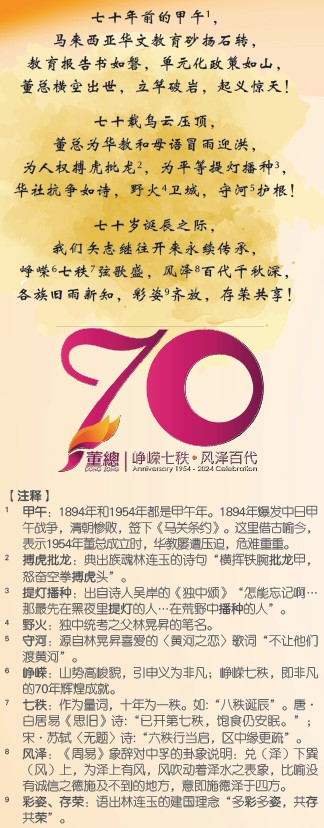 七十年前的甲午¹，
马来西亚华文教育砂扬石转，
教育报告书如磐，单元化政策如山，
董总横空出世，立竿破岩，起义惊天！
七十载乌云压顶，
董总为华教和母语冒雨迎洪，
为人权搏虎批龙²，为平等提灯播种³，
华社抗争如诗，野火⁴卫城，守河⁵护根！
七十岁诞辰之际，
我们矢志继往开来永续传承，
峥嵘⁶七秩⁷弦歌盛，风泽⁸百代千秋深，
各族旧雨新知，彩姿⁹齐放，存荣共享！
70
董總 峥嵘七秩·风泽百代
DONG ZONG Anniversary 1954 - 2024 Celebration
【注释】
1 甲午：1894年和1954年都是甲午年。1894年爆发中日甲
午战争，清朝惨败，签下《马关条约》。这里借古喻今，
表示1954年董总成立时，华教屡遭压迫，危难重重。
2 搏虎批龙：典出族魂林连玉的诗句“横挥铁腕批龙甲，
怒奋空拳搏虎头”。
3 提灯播种：出自诗人吴岸的《独中颂》“怎能忘记啊…
那最先在黑夜里提灯的人…在荒野中播种的人”。
4 野火：独中统考之父林晃昇的笔名。
5 守河：源自林晃昇喜爱的〈黄河之恋〉歌词“不让他们
渡黄河”。
6 峥嵘：山势高峻貌，引申义为非凡；峥嵘七秩，即非凡
的70年辉煌成就。
7 七秩：作为量词，十年为一秩。如：“八秩诞辰”。唐·
白居易《思旧》诗：“已开第七秩，饱食仍安眠。”；
宋·苏轼〈无题〉诗：“六秩行当启，区中缘更疏”。
8 风泽：《周易》象辞对中孚的卦象说明：兑（泽）下巽
（风）上，为泽上有风，风吹动着泽水之表象，比喻没
有诚信之德施及不到的地方，意即施德泽于四方。
9 彩姿、存荣：语出林连玉的建国理念“多彩多姿，共存
共荣”。